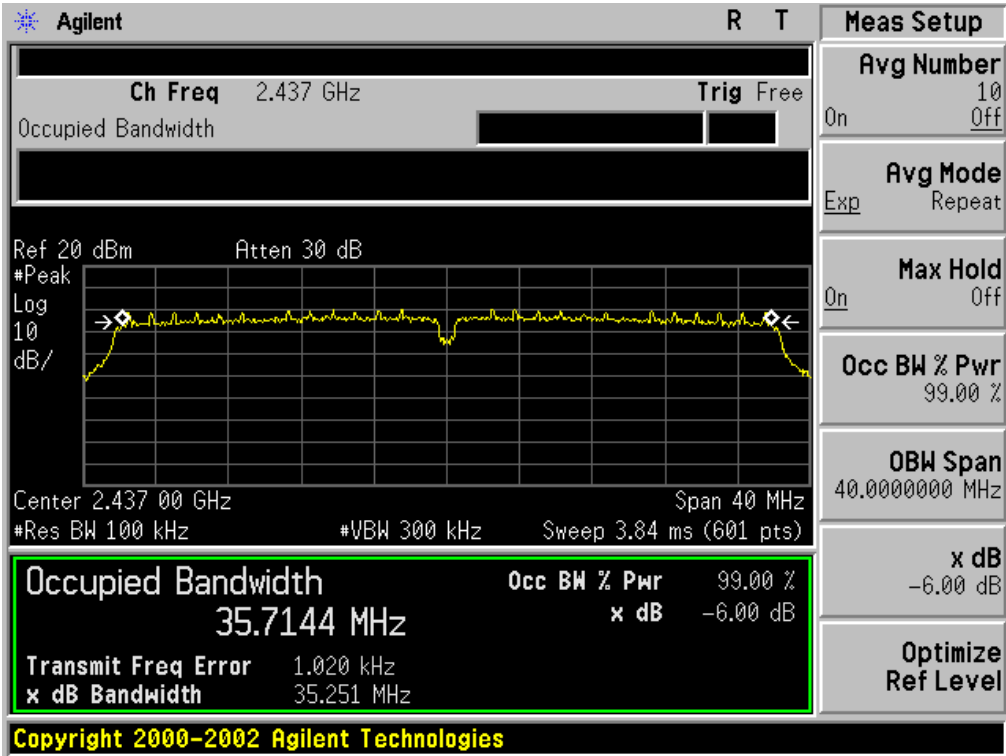 Agilent R T
Ch Freq 2.437 GHz Trig Free
Occupied Bandwidth
Ref 20 dBm Atten 30 dB
#Peak
Log
10
dB/
Center 2.437 00 GHz Span 40 MHz
#Res BW 100 kHz #VBW 300 kHz Sweep 3.84 ms (601 pts)
Occupied Bandwidth Occ BW % Pwr 99.00 %
35.7144 MHz x dB -6.00 dB
Transmit Freq Error 1.020 kHz
x dB Bandwidth 35.251 MHz
Copyright 2000-2002 Agilent Technologies
Meas Setup
Avg Number
10
On Off
Avg Mode
Exp Repeat
Max Hold
On Off
Occ BW % Pwr
99.00 %
OBW Span
40.0000000 MHz
x dB
-6.00 dB
Optimize
Ref Level